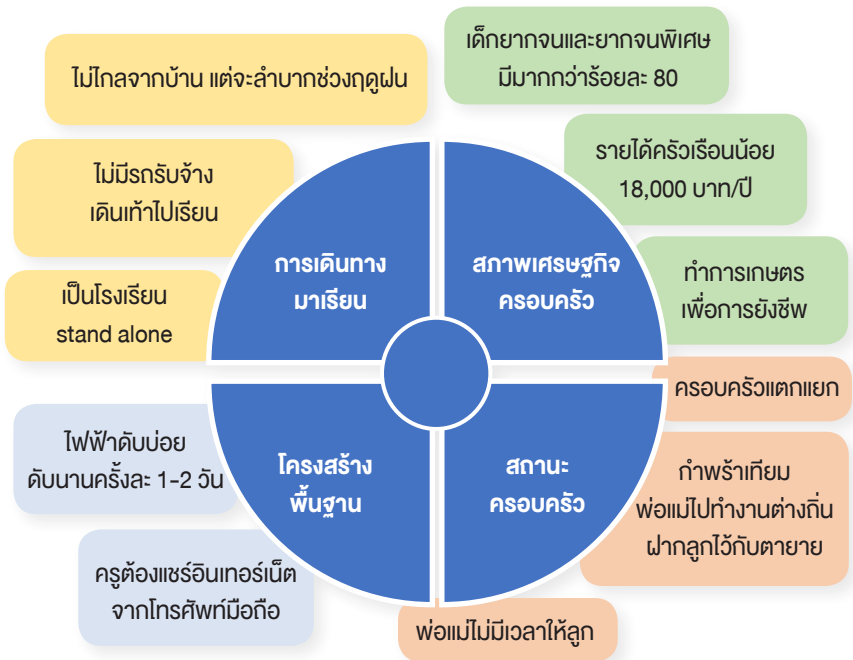 เด็กยากจนและยากจนพิเศษ
มีมากกว่าร้อยละ 80
ไม่ไกลจากบ้าน แต่จะลำบากช่วงฤดูฝน
รายได้ครัวเรือนน้อย
18,000 บาท/ปี
ไม่มีรถรับจ้าง
เดินเท้าไปเรียน
การเดินทาง
มาเรียน
สภาพเศรษฐกิจ
ครอบครัว
ทำการเกษตร
เพื่อการยังชีพ
เป็นโรงเรียน
stand alone
ครอบครัวแตกแยก
ไฟฟ้าดับบ่อย
ดับนานครั้งละ 1-2 วัน
โครงสร้าง
พื้นฐาน
สถานะ
ครอบครัว
กำพร้าเทียม
พ่อแม่ไปทำงานต่างถิ่น
ฝากลูกไว้กับตายาย
ครูต้องแชร์อินเทอร์เน็ต
จากโทรศัพท์มือถือ
พ่อแม่ไม่มีเวลาให้ลูก